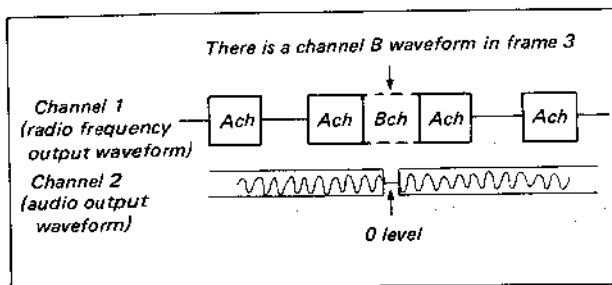 There is a channel B waveform in frame 3
Channel 1
(radio frequency
output waveform)
Ach
Ach
Bch
Ach
Ach
Channel 2
(audio output
waveform)
0 level